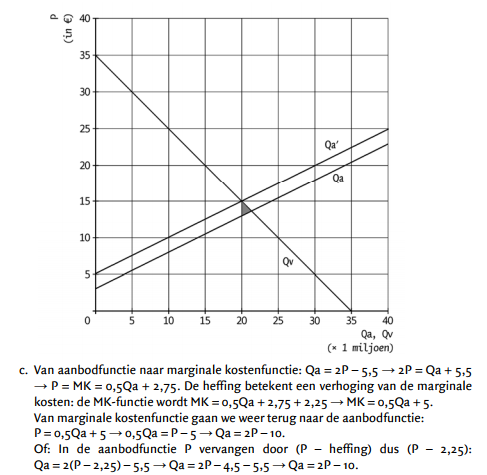 P
(in €)
40
35
30
25
20
15
10
5
0
5
10
15
20
25
30
35
40
Qa'
Qa
Qv
Qa, Qv
(× 1 miljoen)
c. Van aanbodfunctie naar marginale kostenfunctie: Qa = 2P – 5,5 → 2P = Qa + 5,5
→ P = MK = 0,5Qa + 2,75. De heffing betekent een verhoging van de marginale
kosten: de MK-functie wordt MK = 0,5Qa + 2,75 + 2,25 → MK = 0,5Qa + 5.
Van marginale kostenfunctie gaan we weer terug naar de aanbodfunctie:
P = 0,5Qa + 5 → 0,5Qa = P – 5 → Qa = 2P – 10.
Of: In de aanbodfunctie P vervangen door (P – heffing) dus (P – 2,25):
Qa = 2(P – 2,25) – 5,5 → Qa = 2P – 4,5 – 5,5 → Qa = 2P – 10.